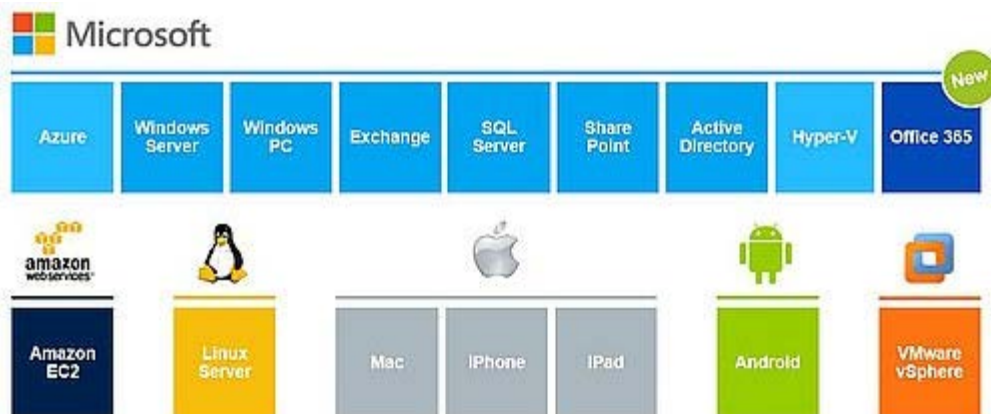 Microsoft
New
Azure
Windows
Server
Windows
PC
Exchange
SQL
Server
Share
Point
Active
Directory
Hyper-V
Office 365
amazon
webservices™
Amazon
EC2
Linux
Server
Mac
iPhone
iPad
Android
VMware
vSphere